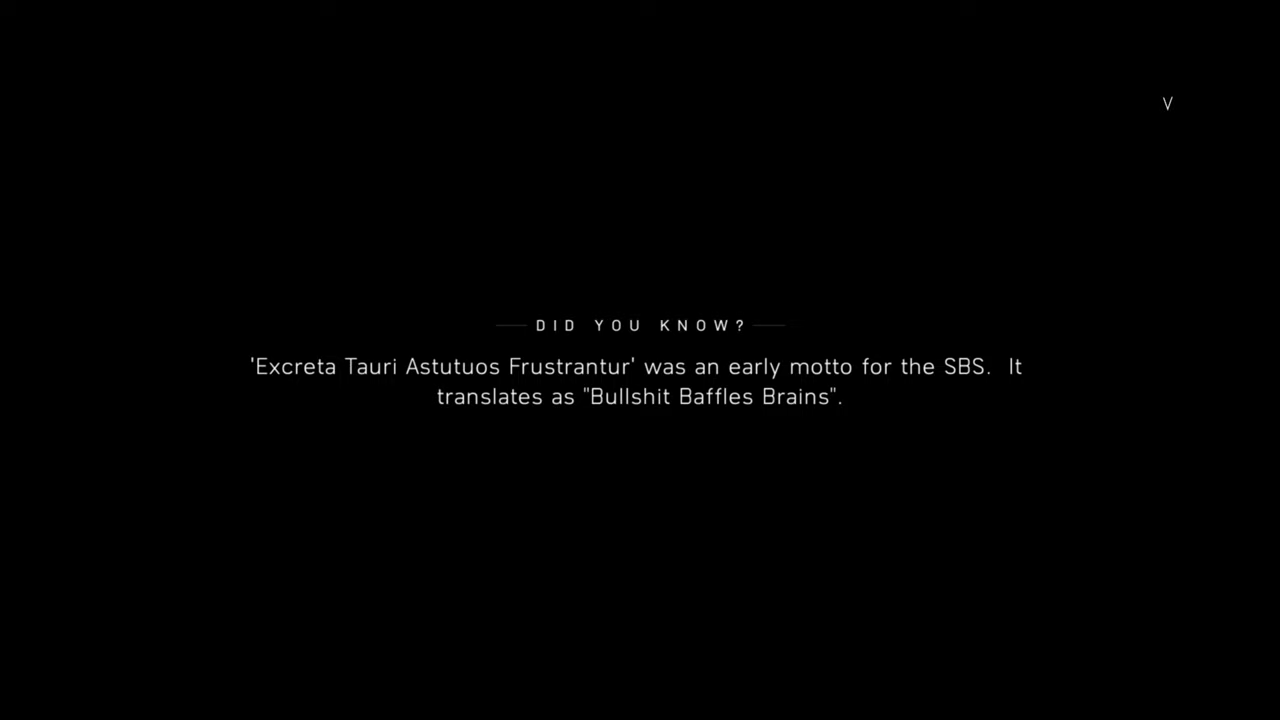 V
DID YOU KNOW?
'Excreta Tauri Astutuos Frustrantur' was an early motto for the SBS.  It
translates as "Bullshit Baffles Brains".